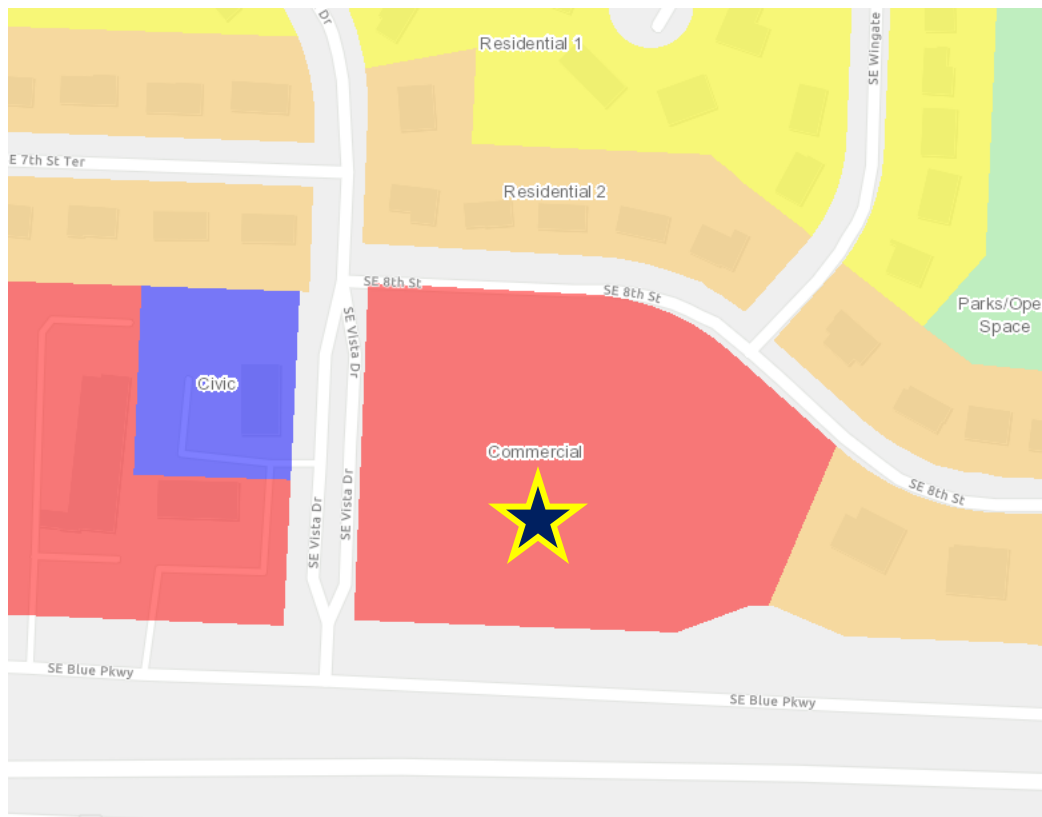 Dr
Residential 1
SE Wingate
E 7th St Ter
Residential 2
SE 8th St
SE 8th St
Parks/Ope
Space
SE Vista Dr
Civic
Commercial
SE Vista Dr
SE Vista Dr
SE 8th St
SE Blue Pkwy
SE Blue Pkwy